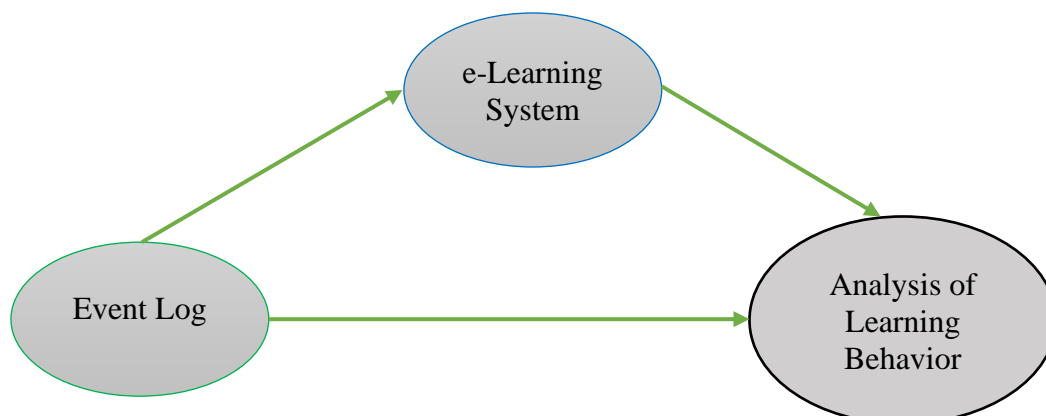 e-Learning
System
Event Log
Analysis of
Learning
Behavior